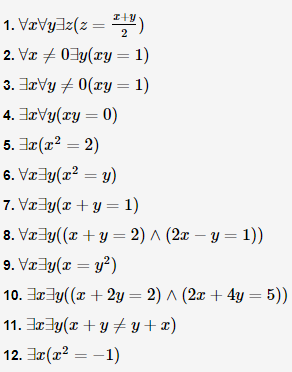 1. ∀x∀y∃z(z = \frac{x+y}{2})
2. ∀x ≠ 0∃y(xy = 1)
3. ∃x∀y ≠ 0(xy = 1)
4. ∃x∀y(xy = 0)
5. ∃x(x² = 2)
6. ∀x∃y(x² = y)
7. ∀x∃y(x + y = 1)
8. ∀x∃y((x + y = 2) ∧ (2x − y = 1))
9. ∀x∃y(x = y²)
10. ∃x∃y((x + 2y = 2) ∧ (2x + 4y = 5))
11. ∃x∃y(x + y ≠ y + x)
12. ∃x(x² = −1)